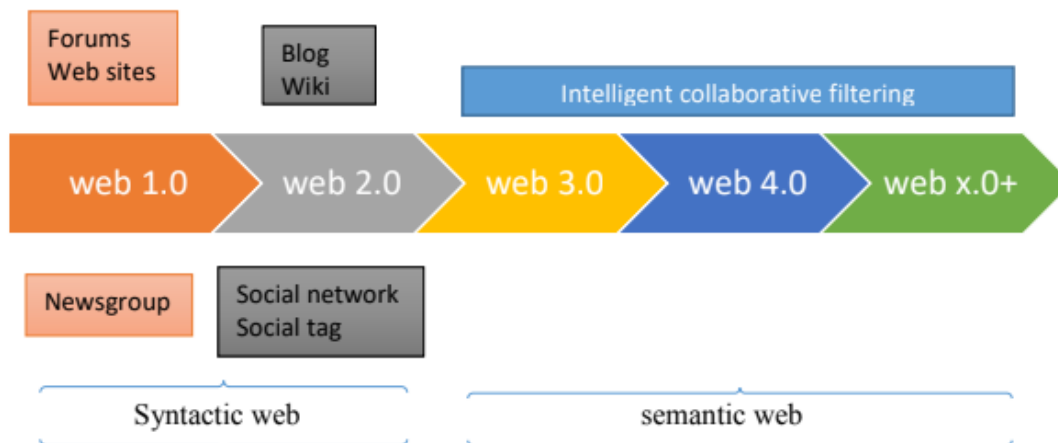 Forums
Web sites
Blog
Wiki
Intelligent collaborative filtering
web 1.0
web 2.0
web 3.0
web 4.0
web x.0+
Newsgroup
Social network
Social tag
Syntactic web
semantic web